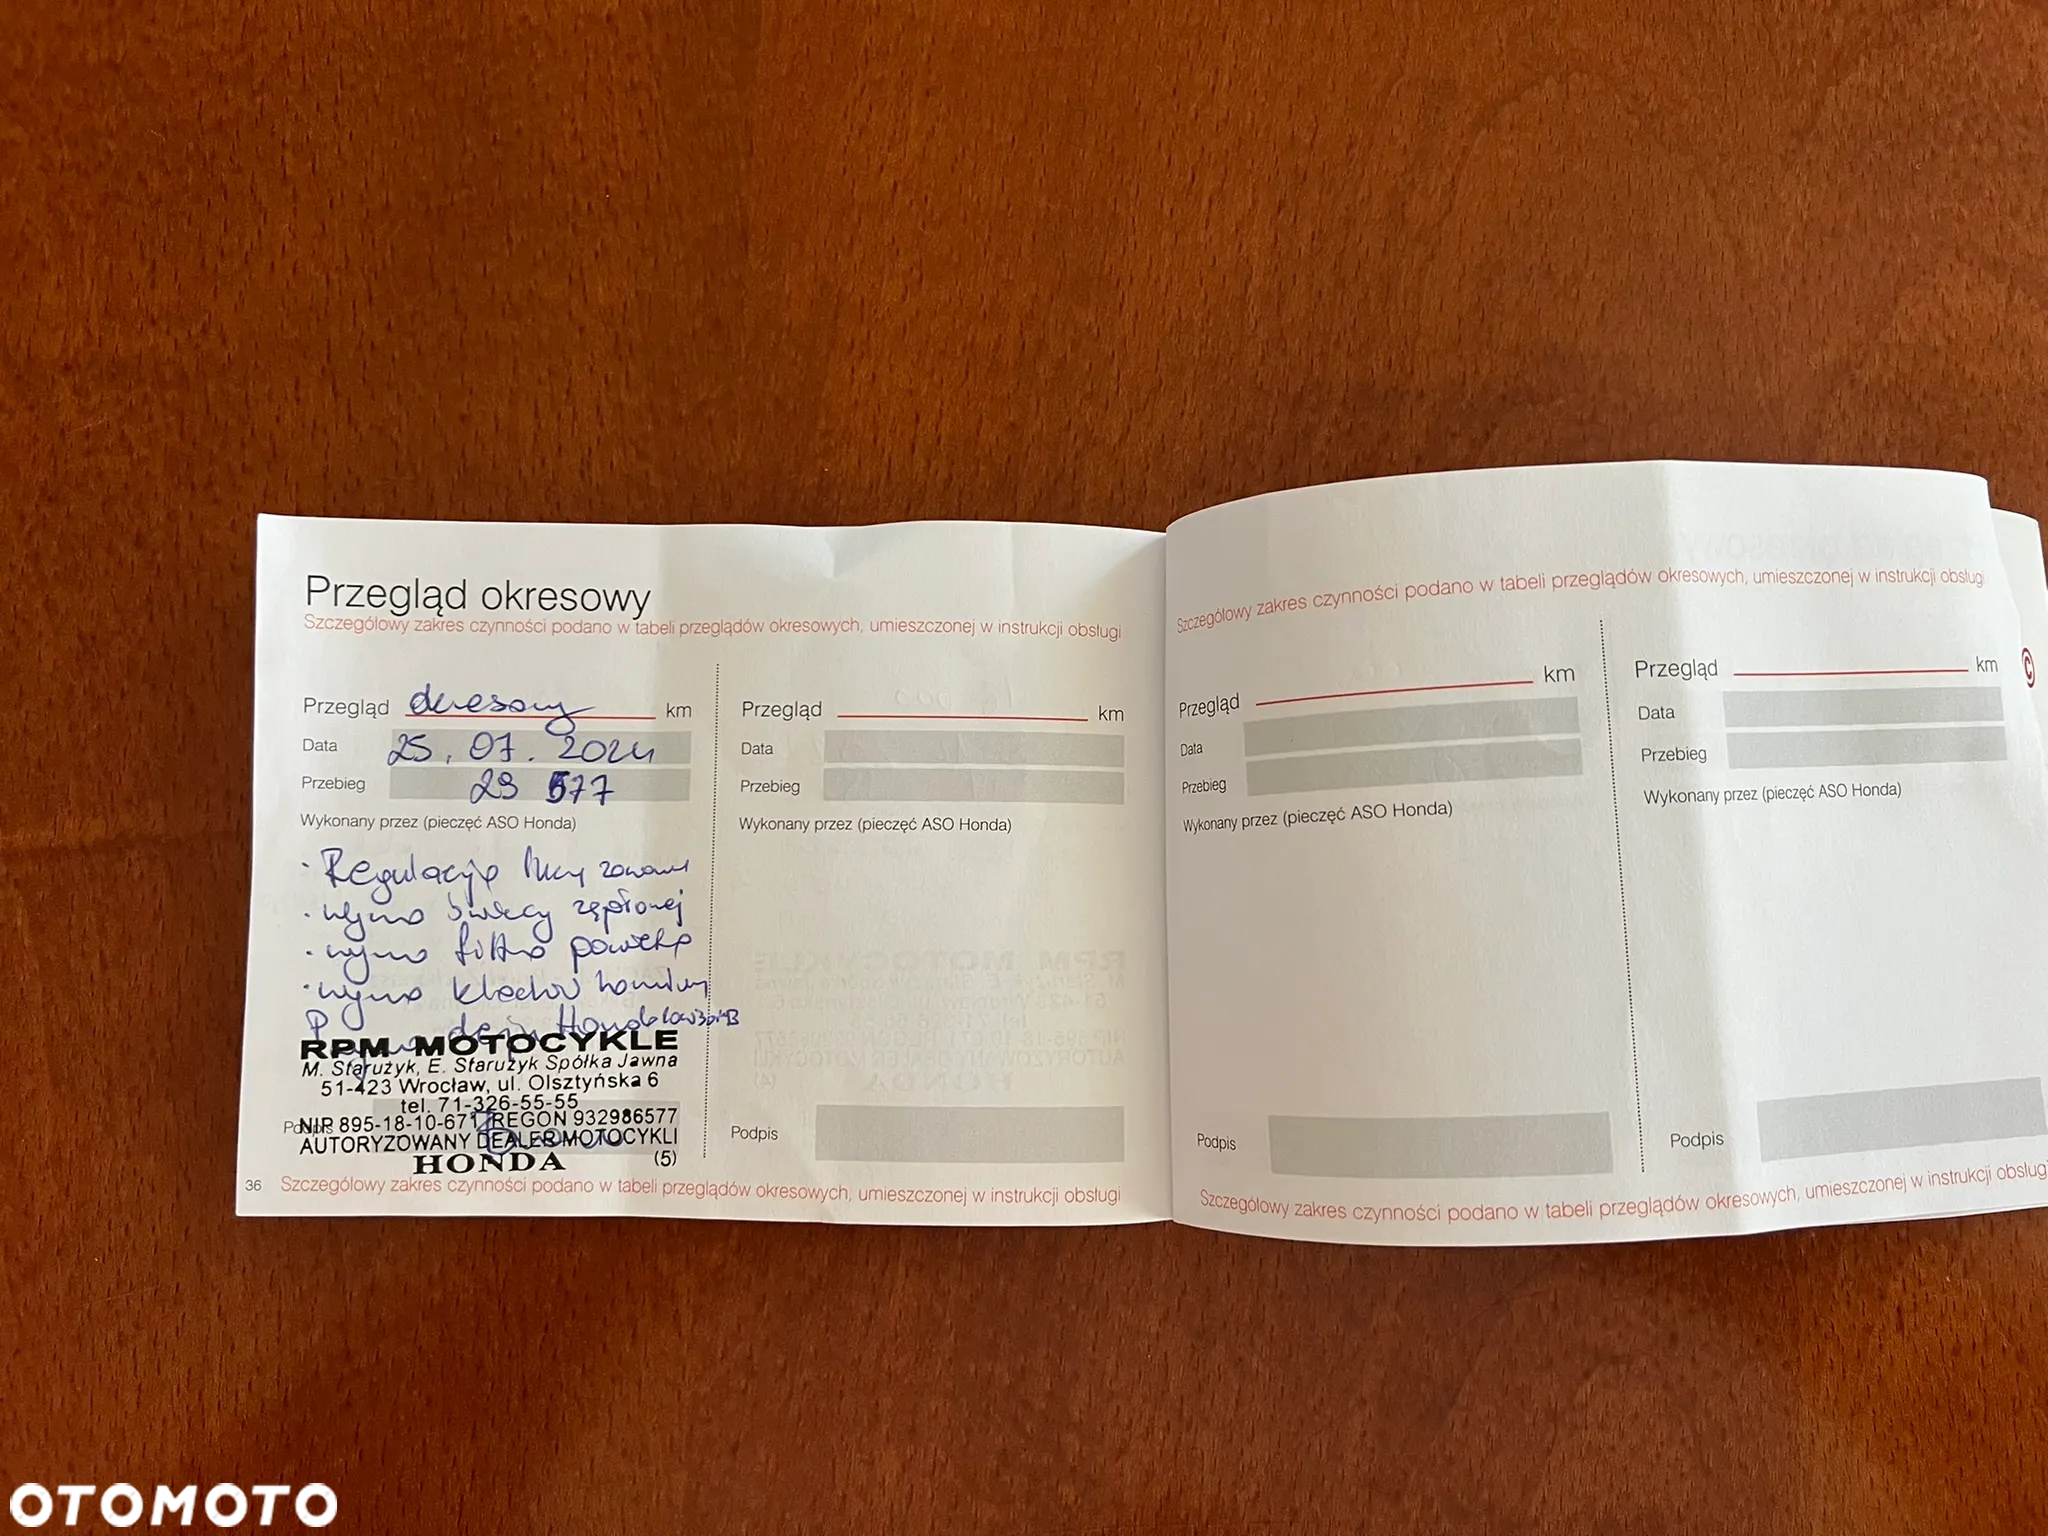 Przegląd okresowy
Szczegółowy zakres czynności podano w tabeli przeglądów okresowych, umieszczonej w instrukcji obsługi
Przegląd okresowy km
Data 25.07.2024
Przebieg 29 577
Wykonany przez (pieczęć ASO Honda)
· Regulacja luzu zaworów
· wymiana świecy zapłonowej
· wymiana filtra powietrza
· wymiana klocków hamulcowych
RPM MOTOCYKLE
M. Starużyk, E. Starużyk Spółka Jawna
51-423 Wrocław, ul. Olsztyńska 6
tel. 71-326-55-55
NIP 895-18-10-671 REGON 932986577
AUTORYZOWANY DEALER MOTOCYKLI
HONDA (5)
Podpis
36
Szczegółowy zakres czynności podano w tabeli przeglądów okresowych, umieszczonej w instrukcji obsługi
Przegląd km
Data
Przebieg
Wykonany przez (pieczęć ASO Honda)
Podpis
Szczegółowy zakres czynności podano w tabeli przeglądów okresowych, umieszczonej w instrukcji obsługi
Przegląd km
Data
Przebieg
Wykonany przez (pieczęć ASO Honda)
Podpis
Przegląd km
Data
Przebieg
Wykonany przez (pieczęć ASO Honda)
Podpis
Szczegółowy zakres czynności podano w tabeli przeglądów okresowych, umieszczonej w instrukcji obsługi
OTOMOTO